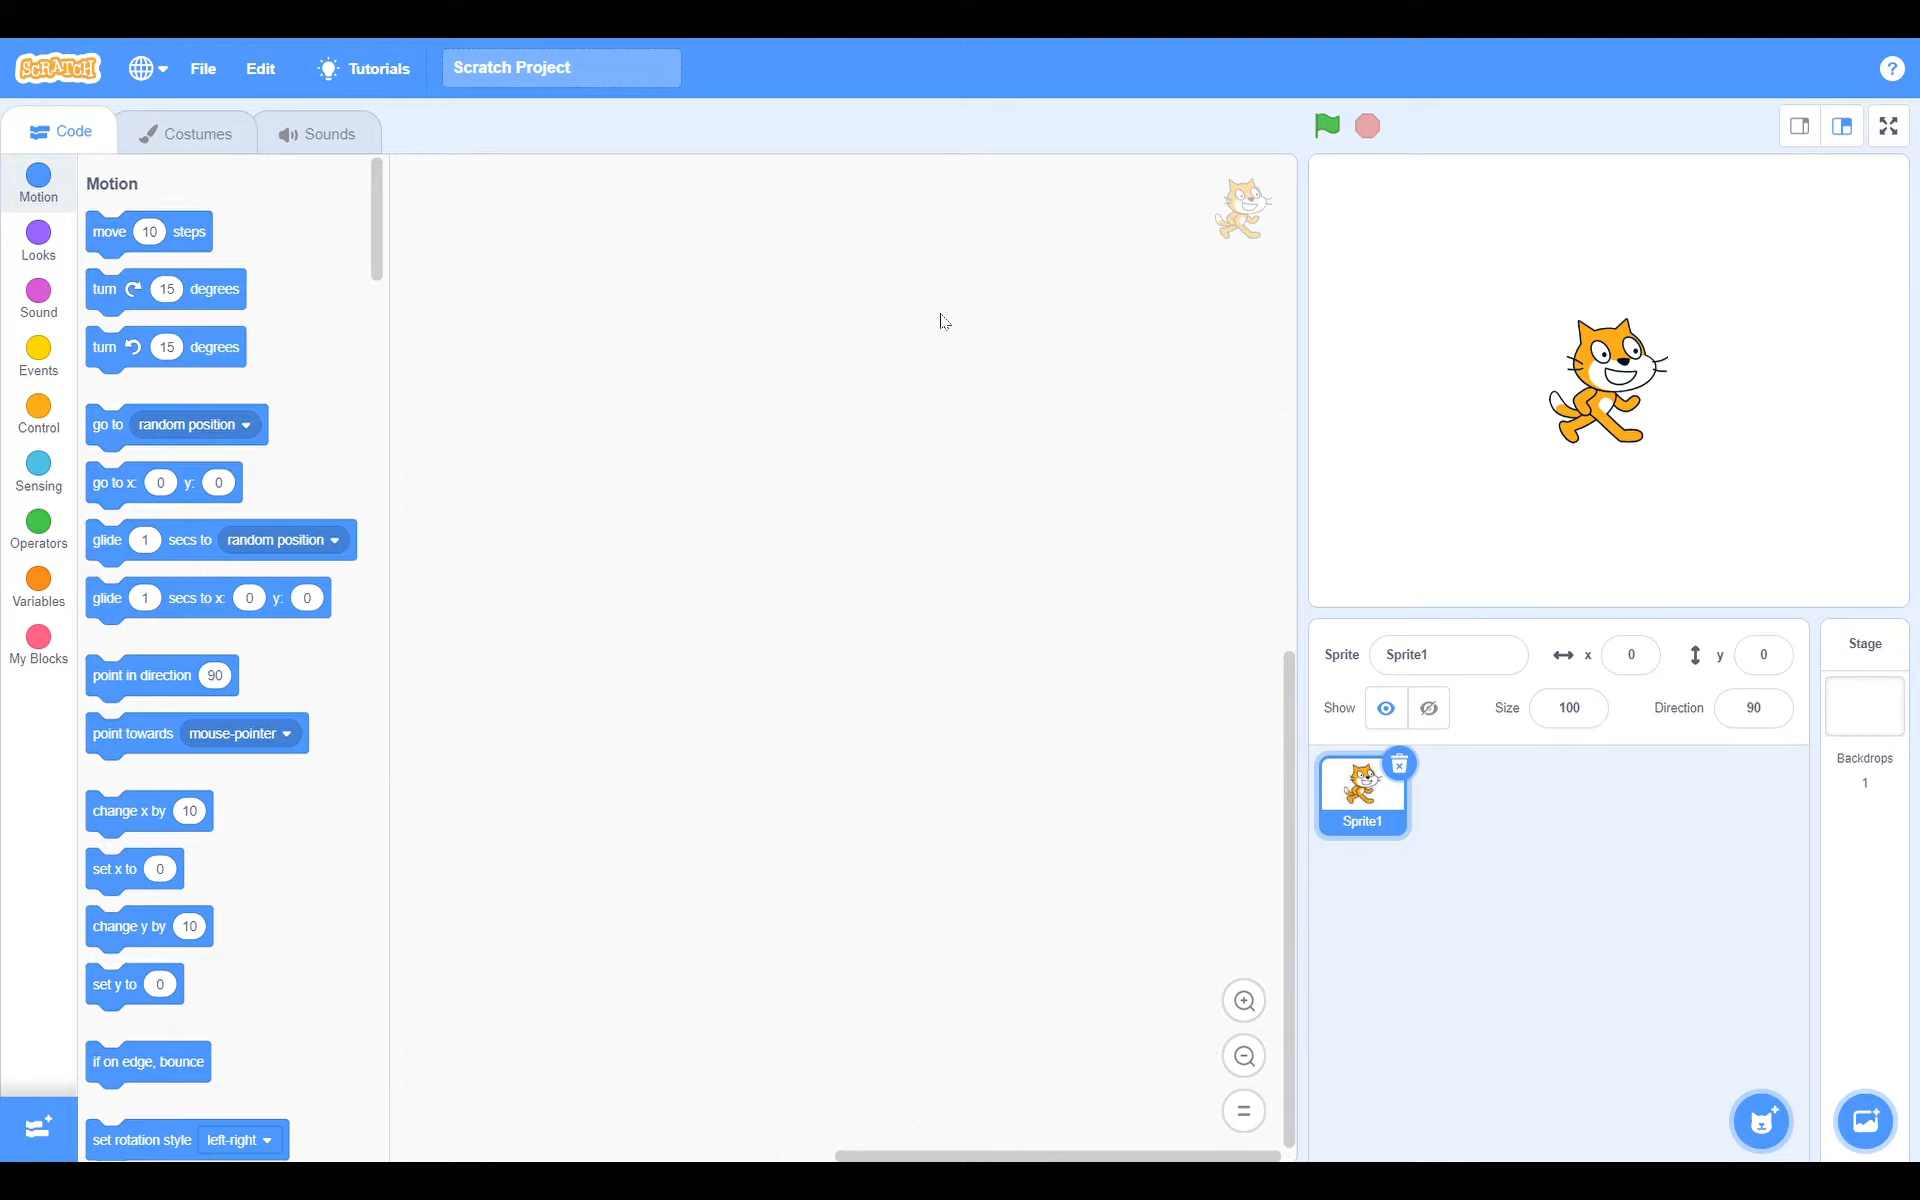 SCRATCH File Edit Tutorials Scratch Project ?
Code Costumes Sounds
Motion
Looks
Sound
Events
Control
Sensing
Operators
Variables
My Blocks
Motion
move 10 steps
turn 15 degrees
turn 15 degrees
go to random position
go to x: 0 y: 0
glide 1 secs to random position
glide 1 secs to x: 0 y: 0
point in direction 90
point towards mouse-pointer
change x by 10
set x to 0
change y by 10
set y to 0
if on edge, bounce
set rotation style left-right
Sprite Sprite1 x 0 y 0
Show Size 100 Direction 90
Sprite1
Stage
Backdrops
1